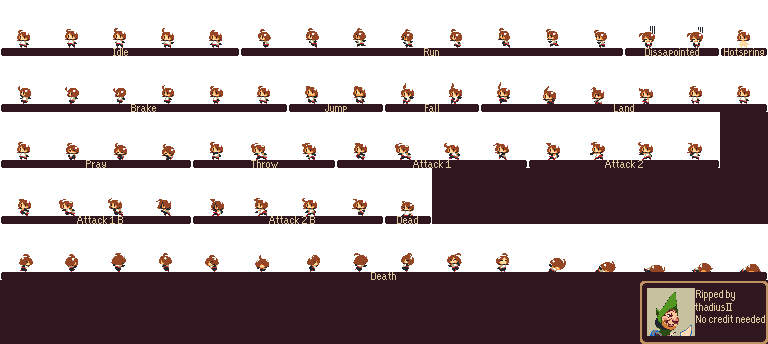 Idle
Run
Dissapointed
Hotspring
Brake
Jump
Fall
Land
Pray
Throw
Attack 1
Attack 2
Attack 1 B
Attack 2 B
Dead
Death
Ripped by
thadiusII
No credit needed